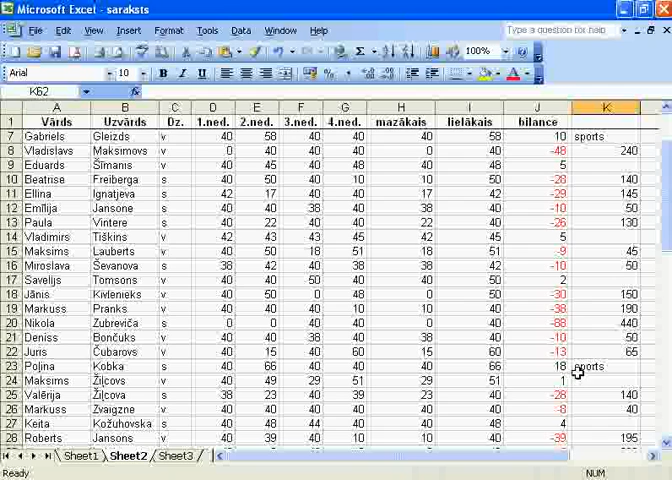 Microsoft Excel - saraksts
File Edit View Insert Format Tools Data Window Help Type a question for help
100%
Arial 10 B I U
K62 fx
A B C D E F G H I J K
1 Vārds Uzvārds Dz. 1.ned. 2.ned. 3.ned. 4.ned. mazākais lielākais bilance
7 Gabriels Gleizds v 40 58 40 40 40 58 10 sports
8 Vladislavs Maksimovs v 0 40 40 40 0 40 -48 240
9 Eduards Šīmanis v 40 45 40 48 40 48 5
10 Beatrise Freiberga s 40 50 40 10 10 50 -28 140
11 Ellina Ignatjeva s 42 17 40 40 17 42 -29 145
12 Emīlija Jansone s 40 40 38 40 38 40 -10 50
13 Paula Vintere s 40 22 40 40 22 40 -26 130
14 Vladimirs Tiškins v 42 43 43 45 42 45 5
15 Maksims Lauberts v 40 50 18 51 18 51 -9 45
16 Miroslava Ševanova s 38 42 40 38 38 42 -10 50
17 Savelijs Tomsons v 40 40 50 40 40 50 2
18 Jānis Kivlenieks v 40 50 0 48 0 50 -30 150
19 Markuss Pranks v 40 40 40 10 10 40 -38 190
20 Nikola Zubreviča s 0 0 40 40 0 40 -88 440
21 Deniss Bončuks v 40 40 38 40 38 40 -10 50
22 Juris Čubarovs v 40 40 15 60 15 60 -13 65
23 Poļina Kobka s 40 66 40 40 40 66 18 sports
24 Maksims Žiļcovs v 40 49 29 51 29 51 1
25 Valērija Žiļcova s 38 23 40 39 23 40 -28 140
26 Markuss Zvaigzne v 40 40 40 40 0 40 -8 40
27 Keita Kožuhovska s 40 48 44 40 40 48 4
28 Roberts Jansons v 40 39 40 10 10 40 -39 195
Sheet1 Sheet2 Sheet3
Ready NUM